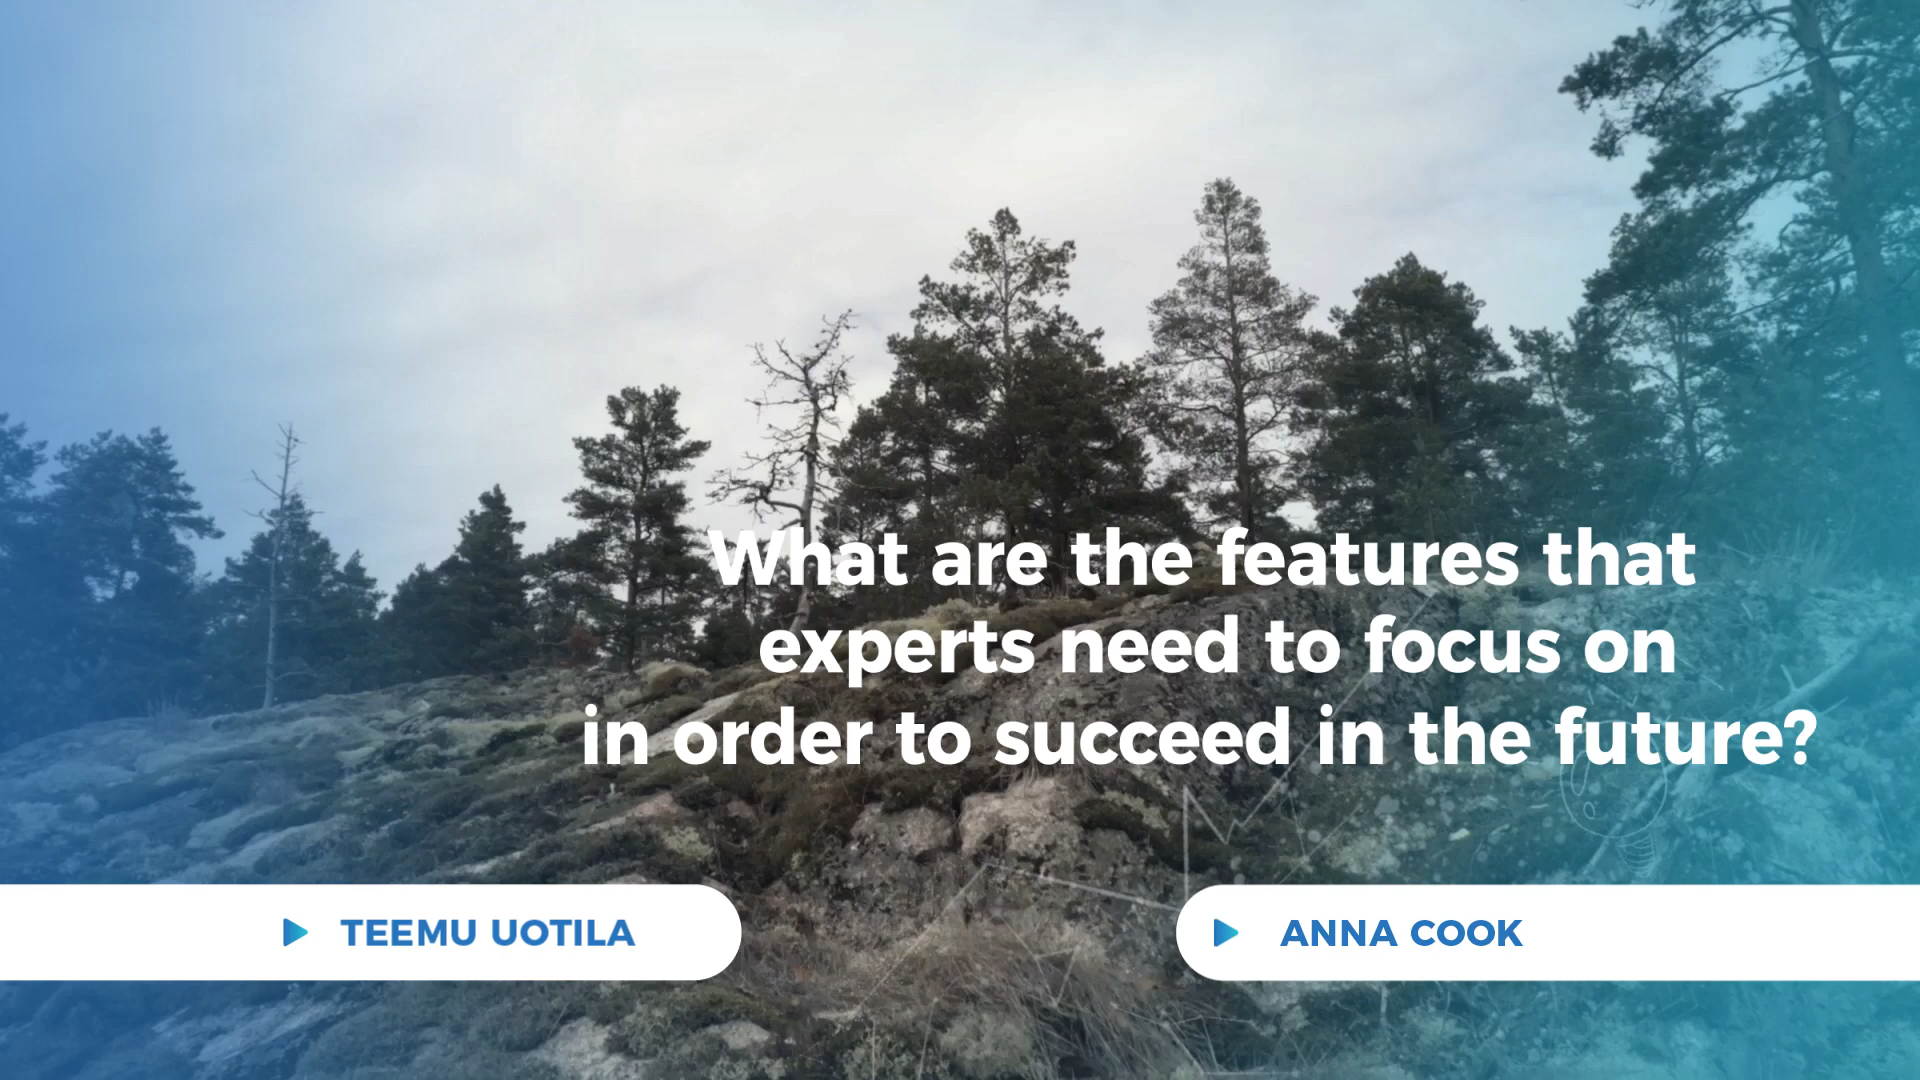 What are the features that
experts need to focus on
in order to succeed in the future?
TEEMU UOTILA
ANNA COOK